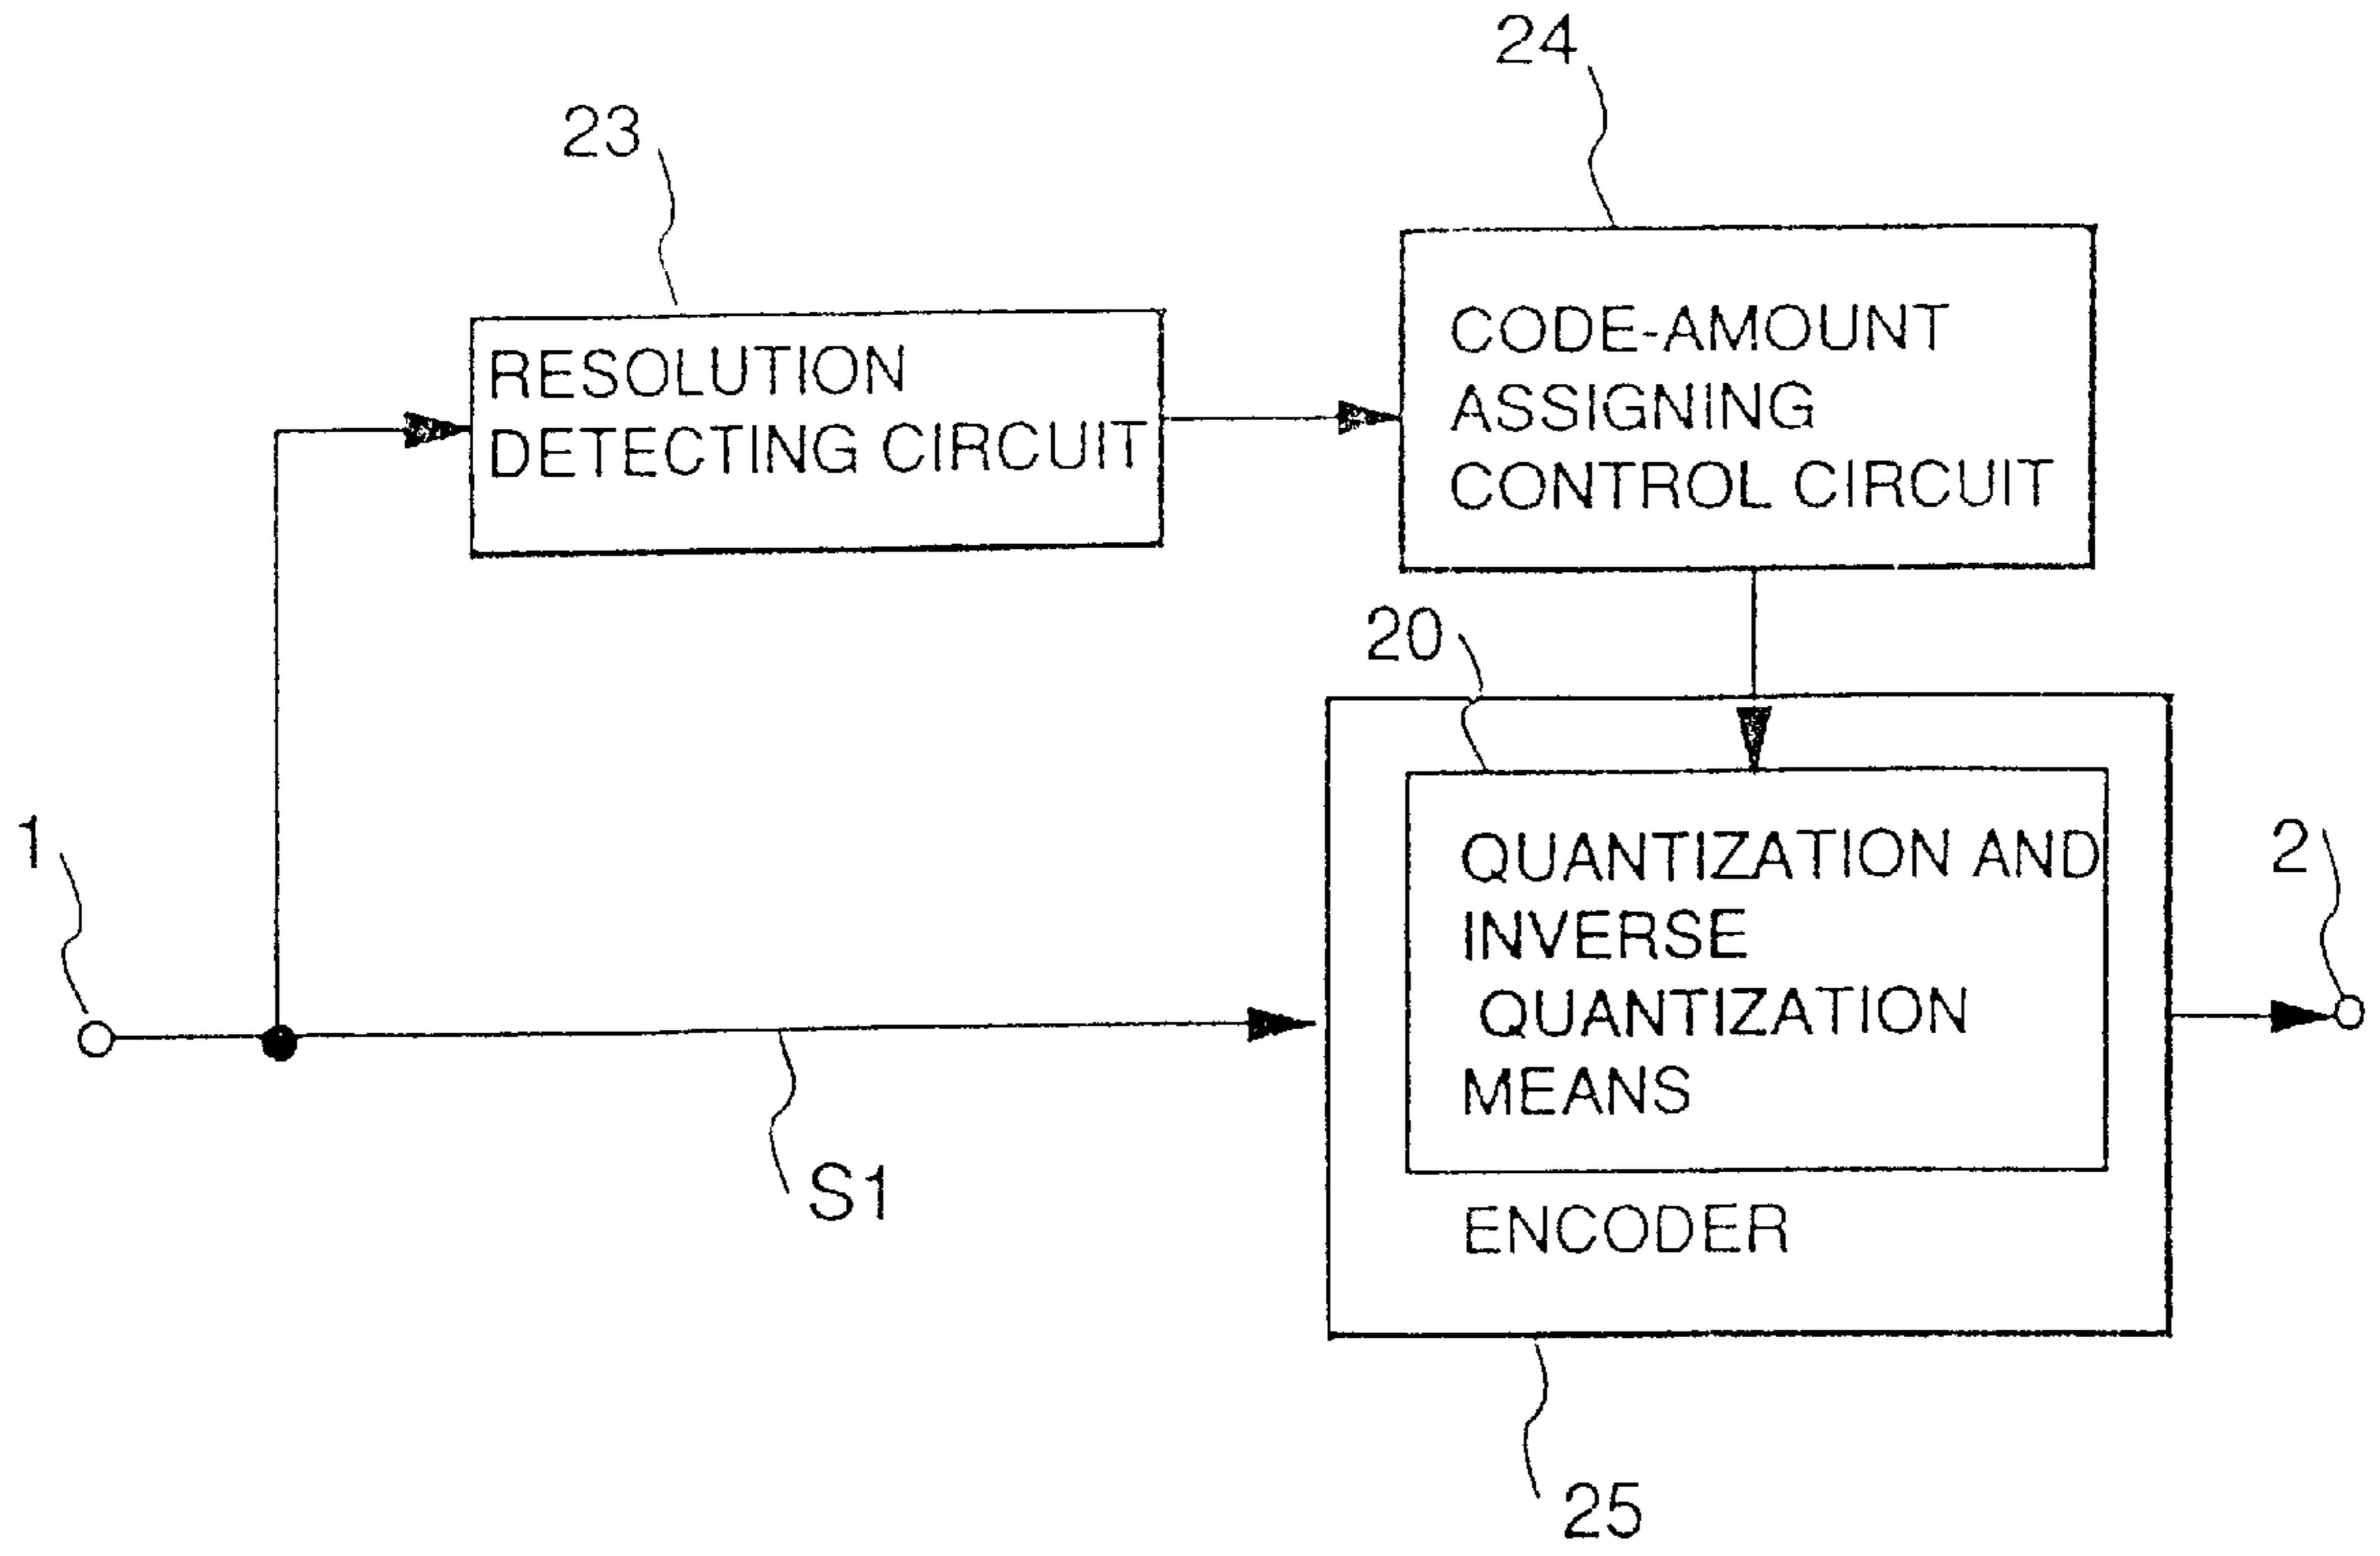 24
23
RESOLUTION
DETECTING CIRCUIT
CODE-AMOUNT
ASSIGNING
CONTROL CIRCUIT
20
1
QUANTIZATION AND
INVERSE
QUANTIZATION
MEANS
2
S1
ENCODER
25